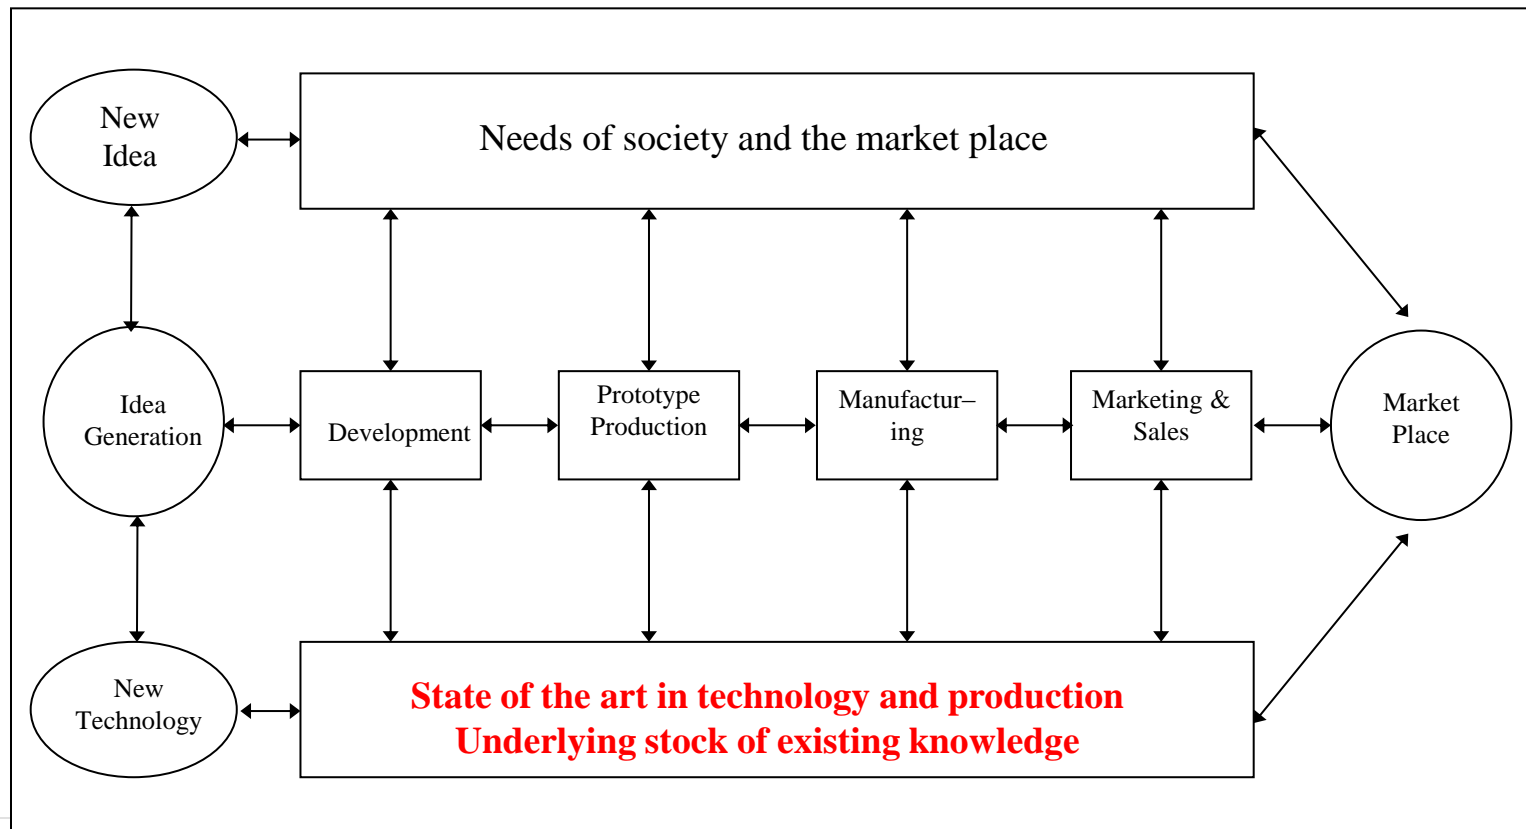 New
Idea
Needs of society and the market place
Idea
Generation
Development
Prototype
Production
Manufactur–
ing
Marketing &
Sales
Market
Place
New
Technology
State of the art in technology and production
Underlying stock of existing knowledge